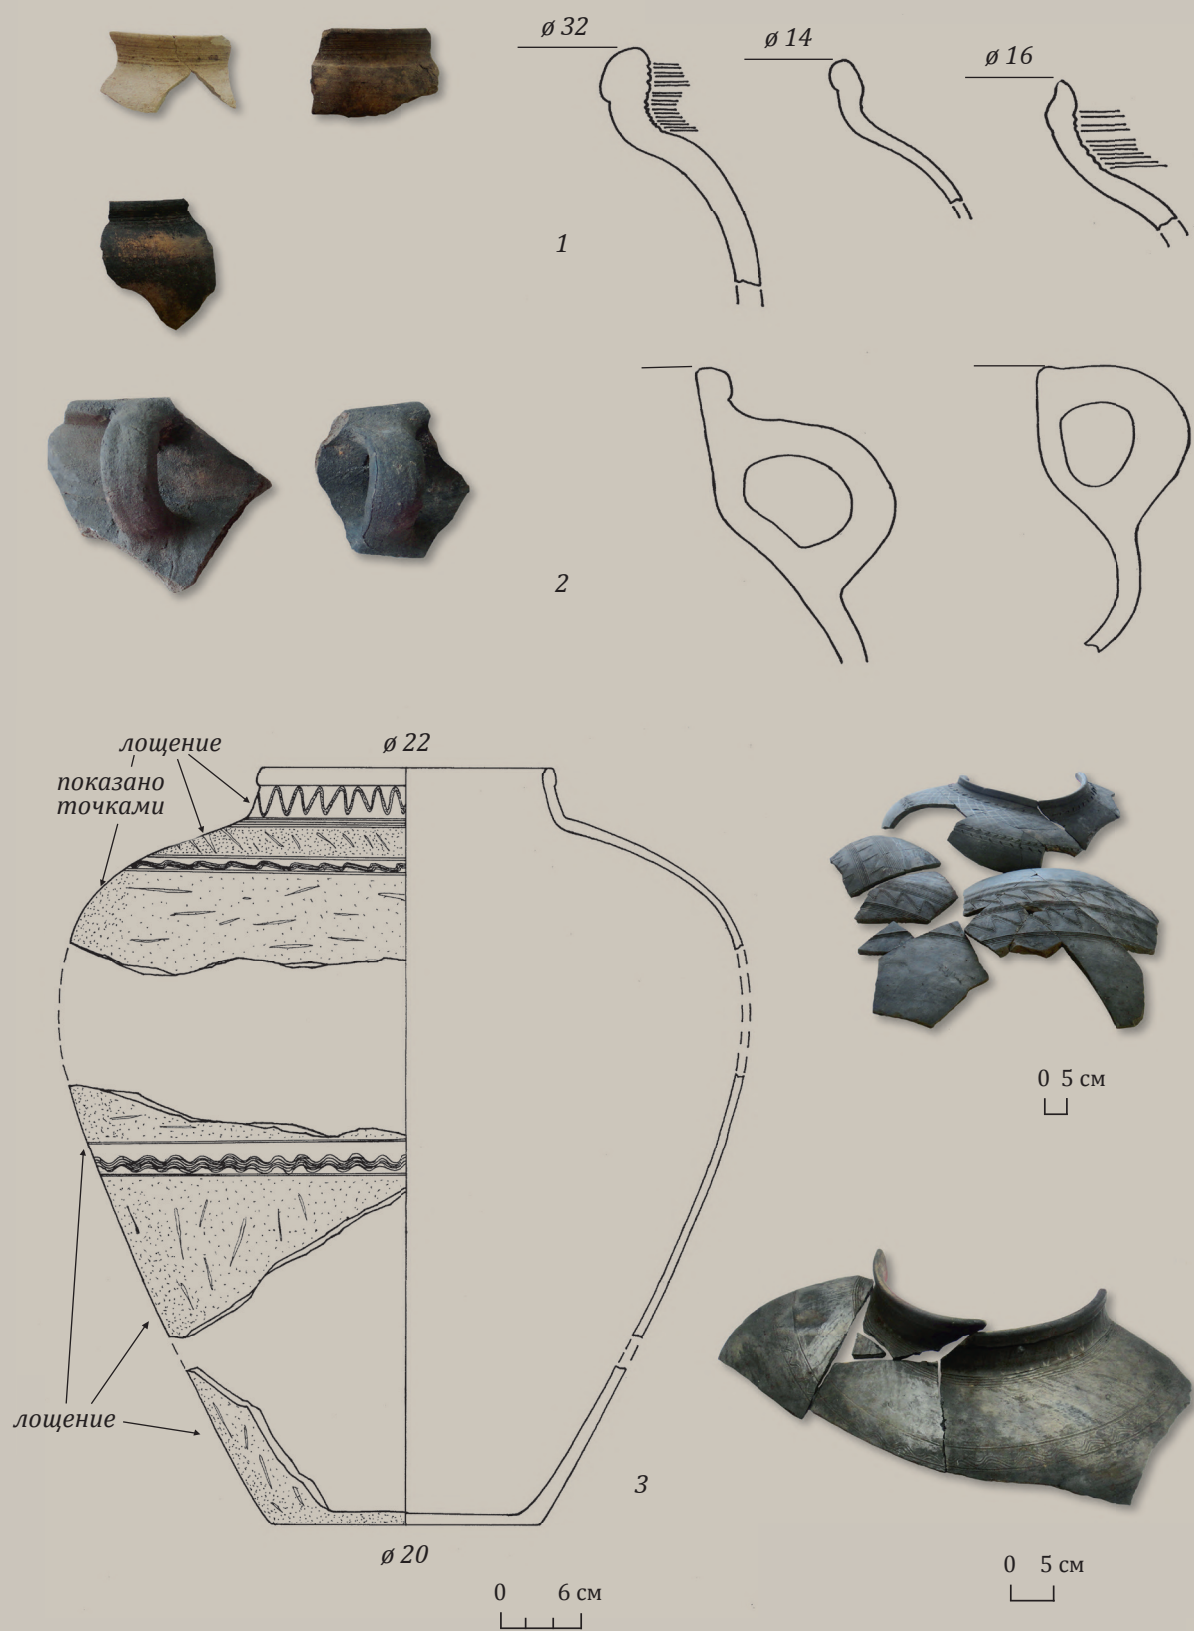 ø 32
ø 14
ø 16
1
2
лощение
ø 22
показано
точками
0 5 см
лощение
3
ø 20
0 5 см
0 6 см